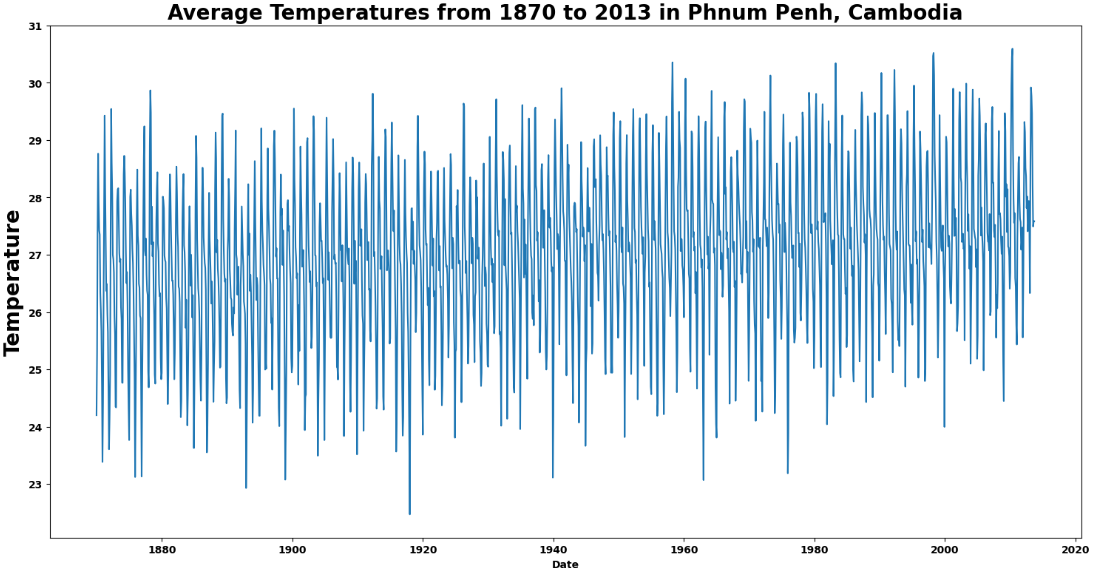 Average Temperatures from 1870 to 2013 in Phnum Penh, Cambodia
31
30
29
28
27
26
25
24
23
Temperature
1880 1900 1920 1940 1960 1980 2000 2020
Date